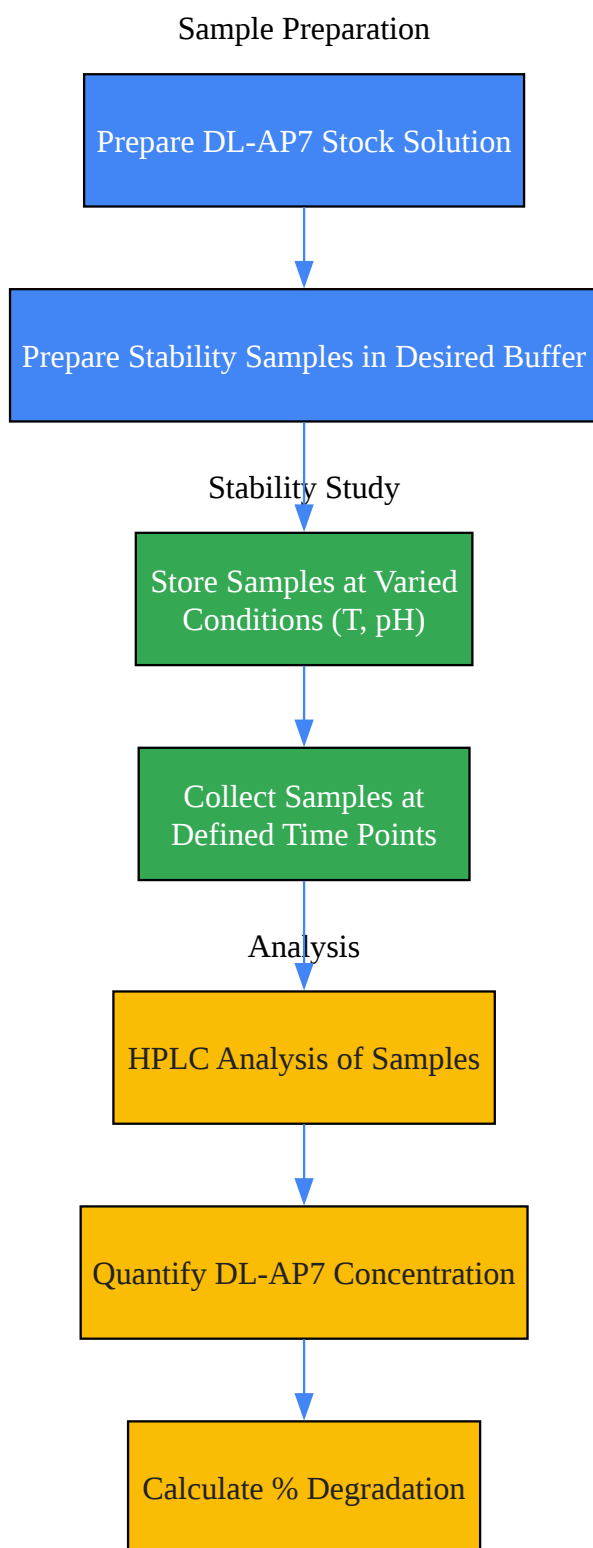 Sample Preparation
Prepare DL-AP7 Stock Solution
Prepare Stability Samples in Desired Buffer
Stability Study
Store Samples at Varied
Conditions (T, pH)
Collect Samples at
Defined Time Points
Analysis
HPLC Analysis of Samples
Quantify DL-AP7 Concentration
Calculate % Degradation